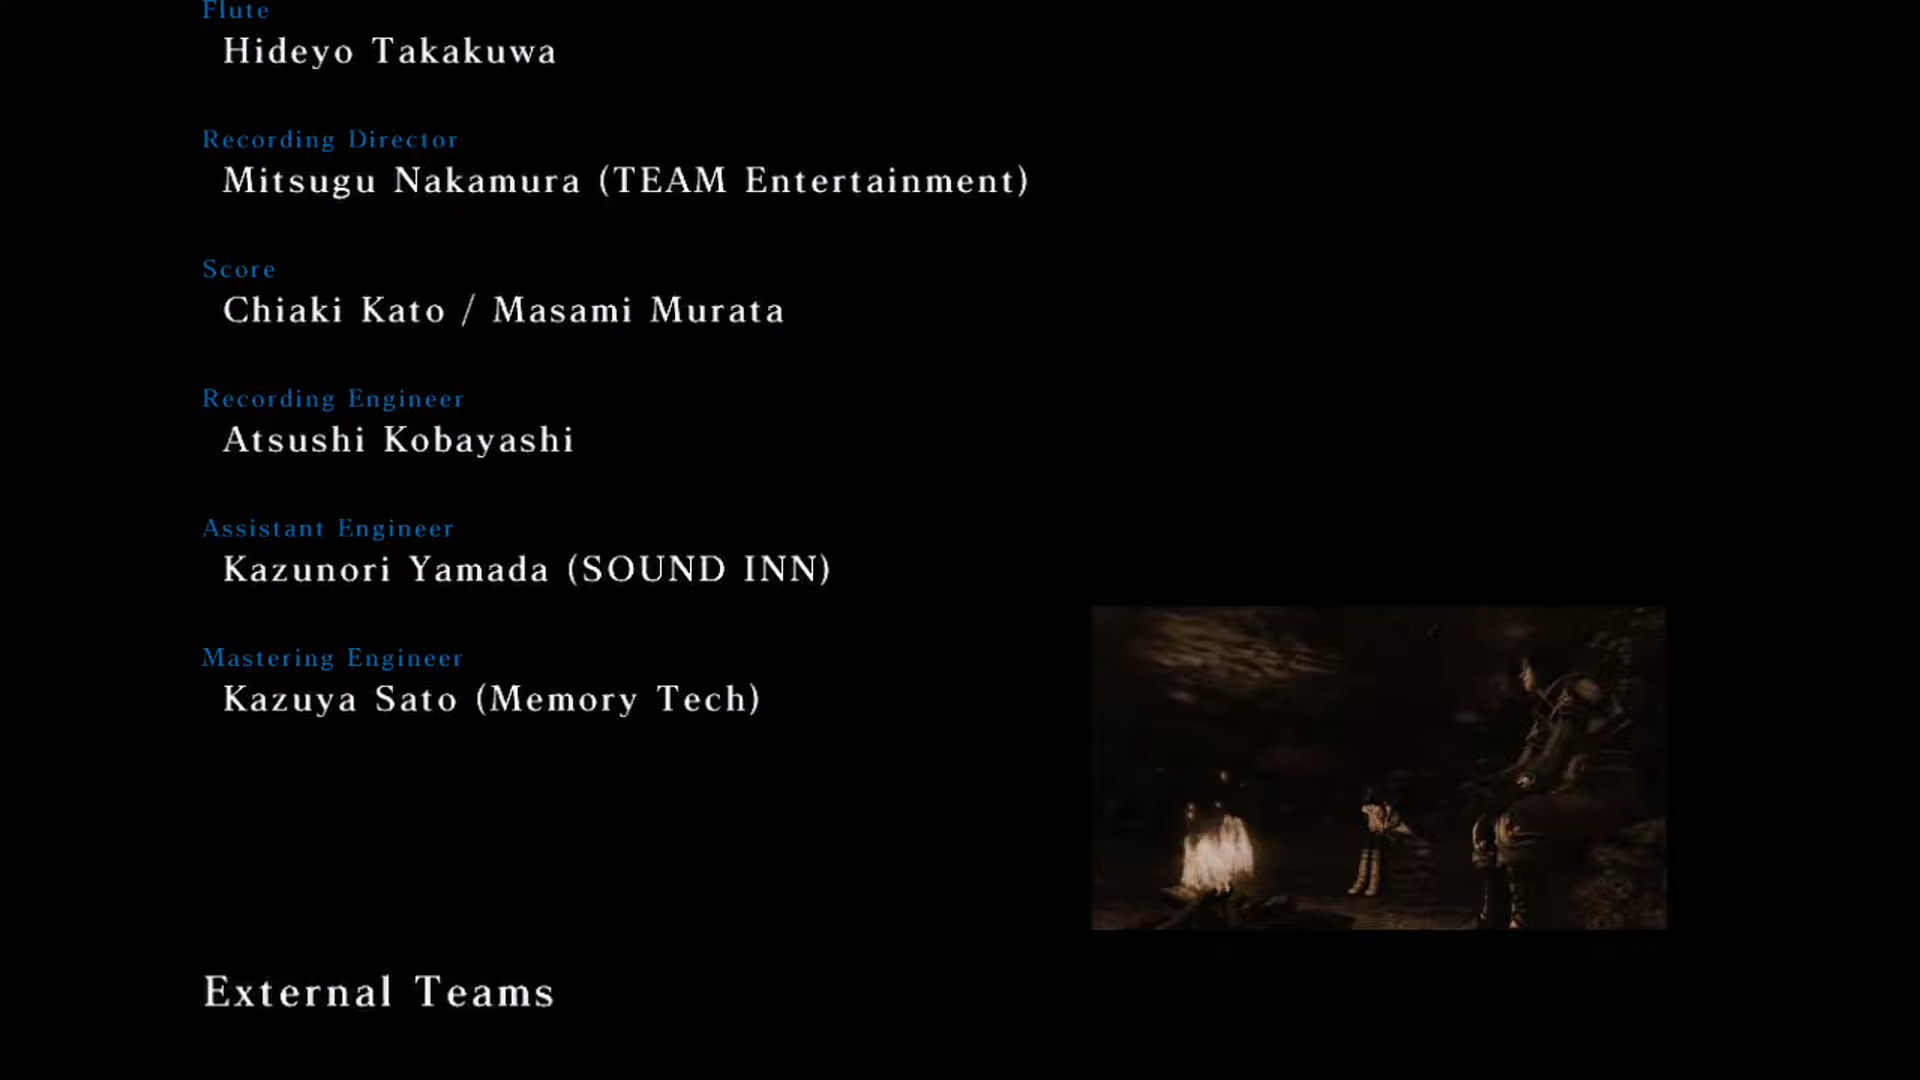 Flute
Hideyo Takakuwa
Recording Director
Mitsugu Nakamura (TEAM Entertainment)
Score
Chiaki Kato / Masami Murata
Recording Engineer
Atsushi Kobayashi
Assistant Engineer
Kazunori Yamada (SOUND INN)
Mastering Engineer
Kazuya Sato (Memory Tech)
External Teams